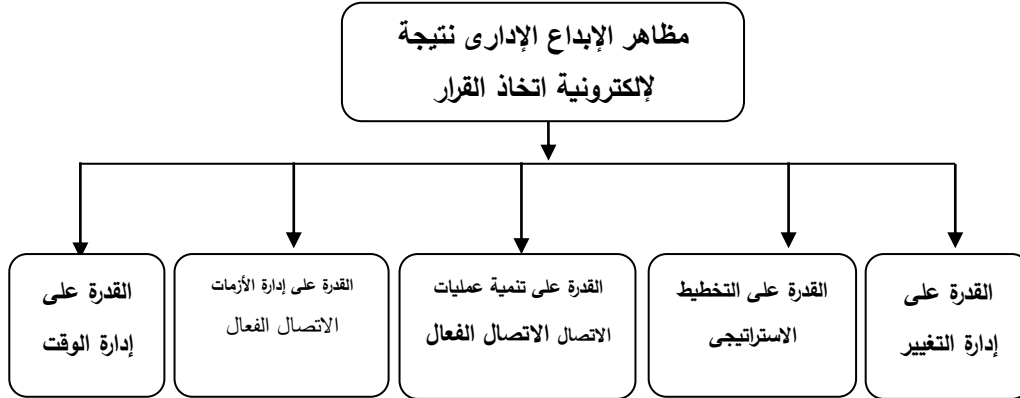 مظاهر الإبداع الإدارى نتيجة
لإلكترونية اتخاذ القرار
القدرة على
إدارة التغيير
القدرة على التخطيط
الاستراتيجى
القدرة على تنمية عمليات
الاتصال الاتصال الفعال
القدرة على إدارة الأزمات
الاتصال الفعال
القدرة على
إدارة الوقت